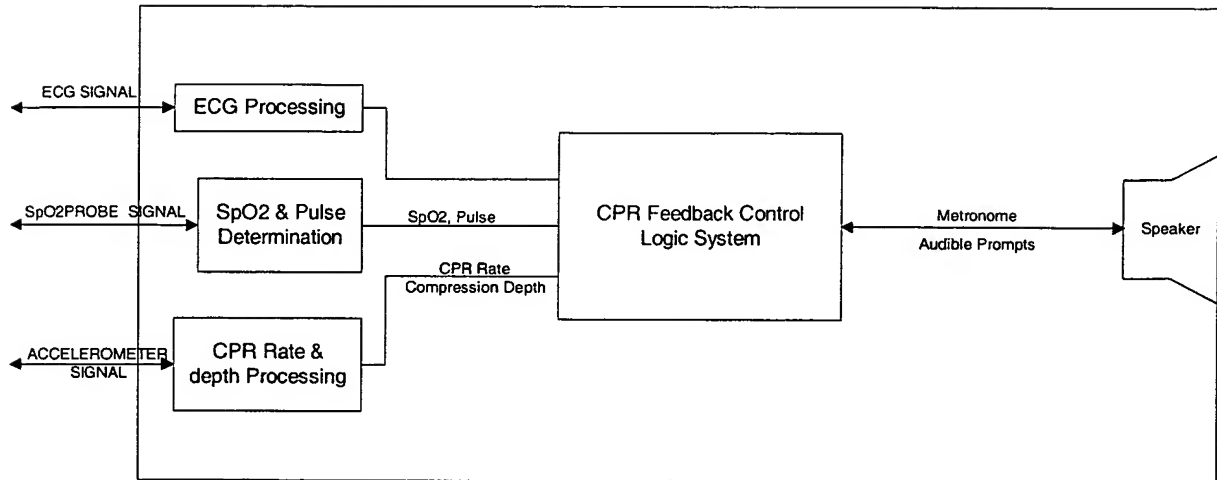 ECG SIGNAL
ECG Processing
SpO2PROBE SIGNAL
SpO2 & Pulse
Determination
SpO2, Pulse
CPR Rate
Compression Depth
ACCELEROMETER
SIGNAL
CPR Rate &
depth Processing
CPR Feedback Control
Logic System
Metronome
Audible Prompts
Speaker